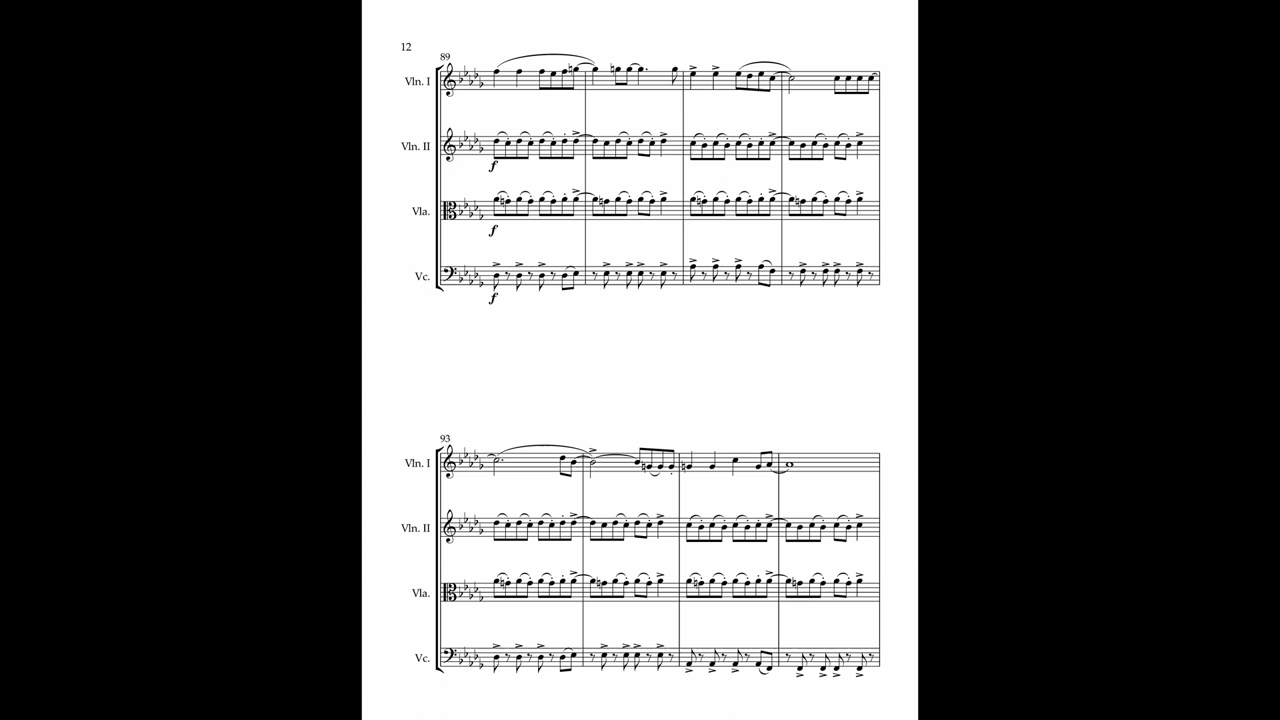 12
89
Vln. I
Vln. II
f
Vla.
f
Vc.
f
93
Vln. I
Vln. II
Vla.
Vc.